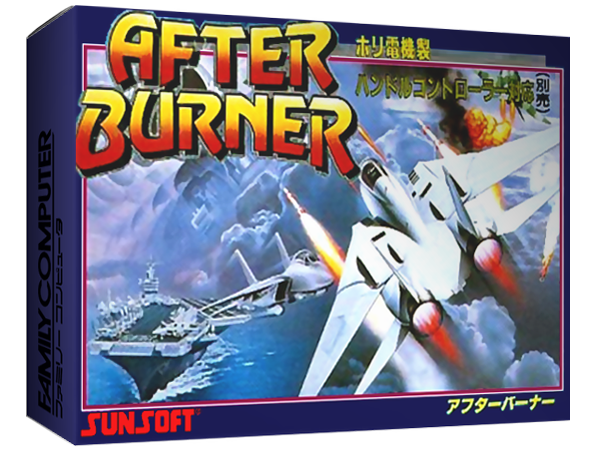 AFTER
BURNER
ホリ電機製
ハンドルコントローラー対応(別売)
FAMILY COMPUTER
ファミリー コンピュータ
SUNSOFT®
アフターバーナー